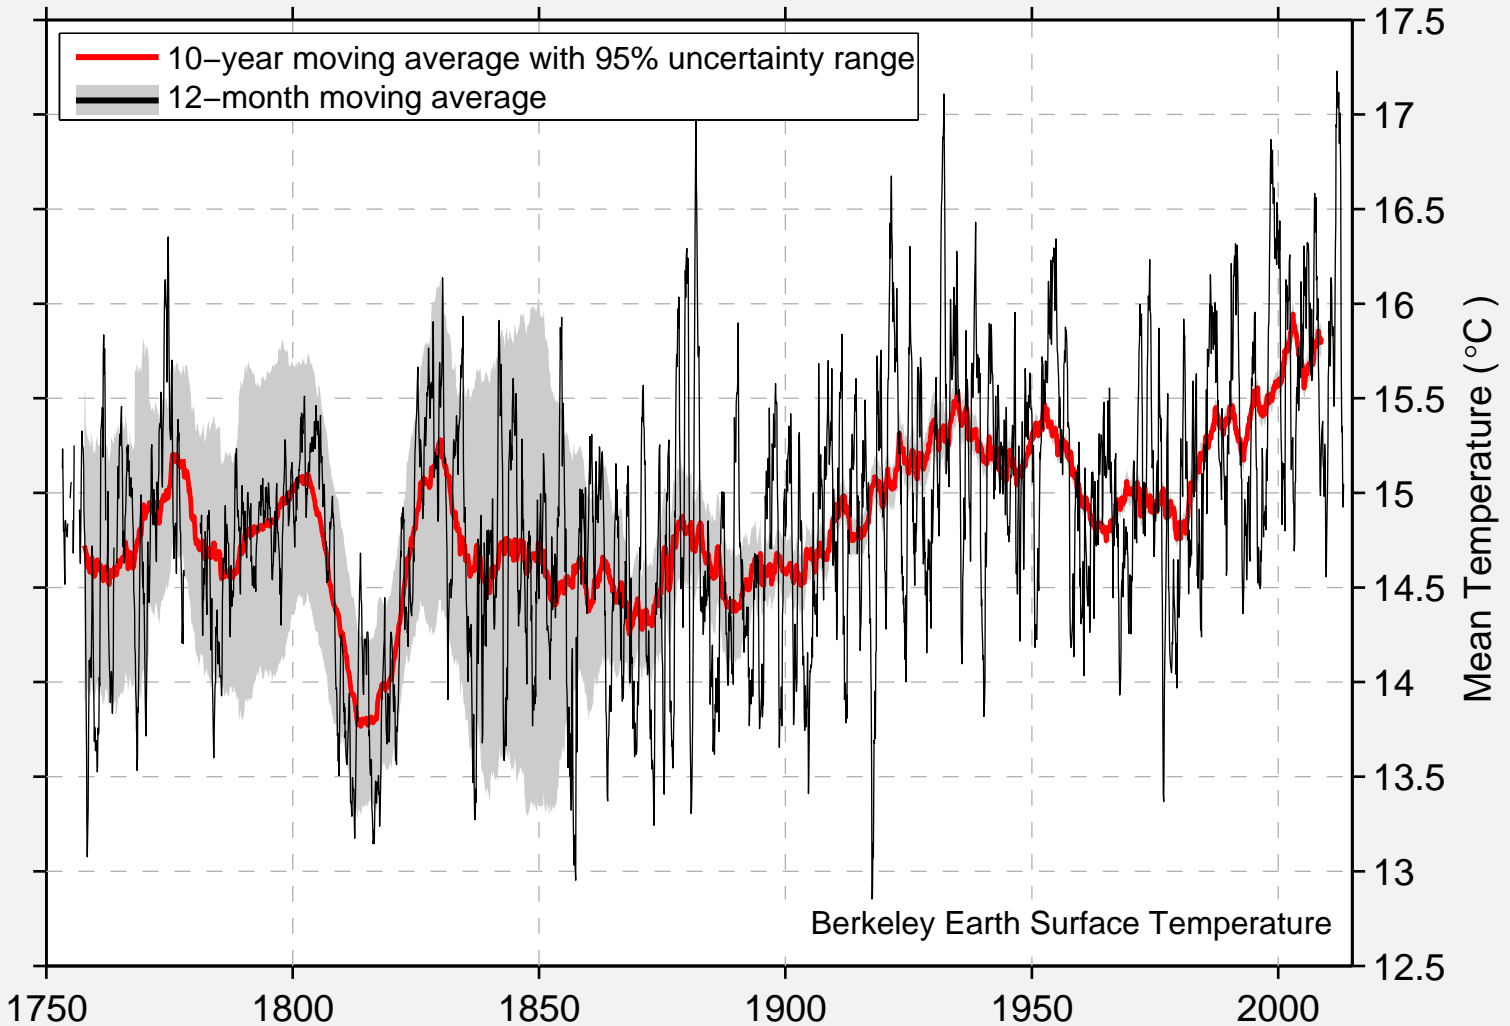 10−year moving average with 95% uncertainty range
12−month moving average
17.5
17
16.5
16
15.5
15
14.5
14
13.5
13
12.5
Mean Temperature (°C )
Berkeley Earth Surface Temperature
1750 1800 1850 1900 1950 2000